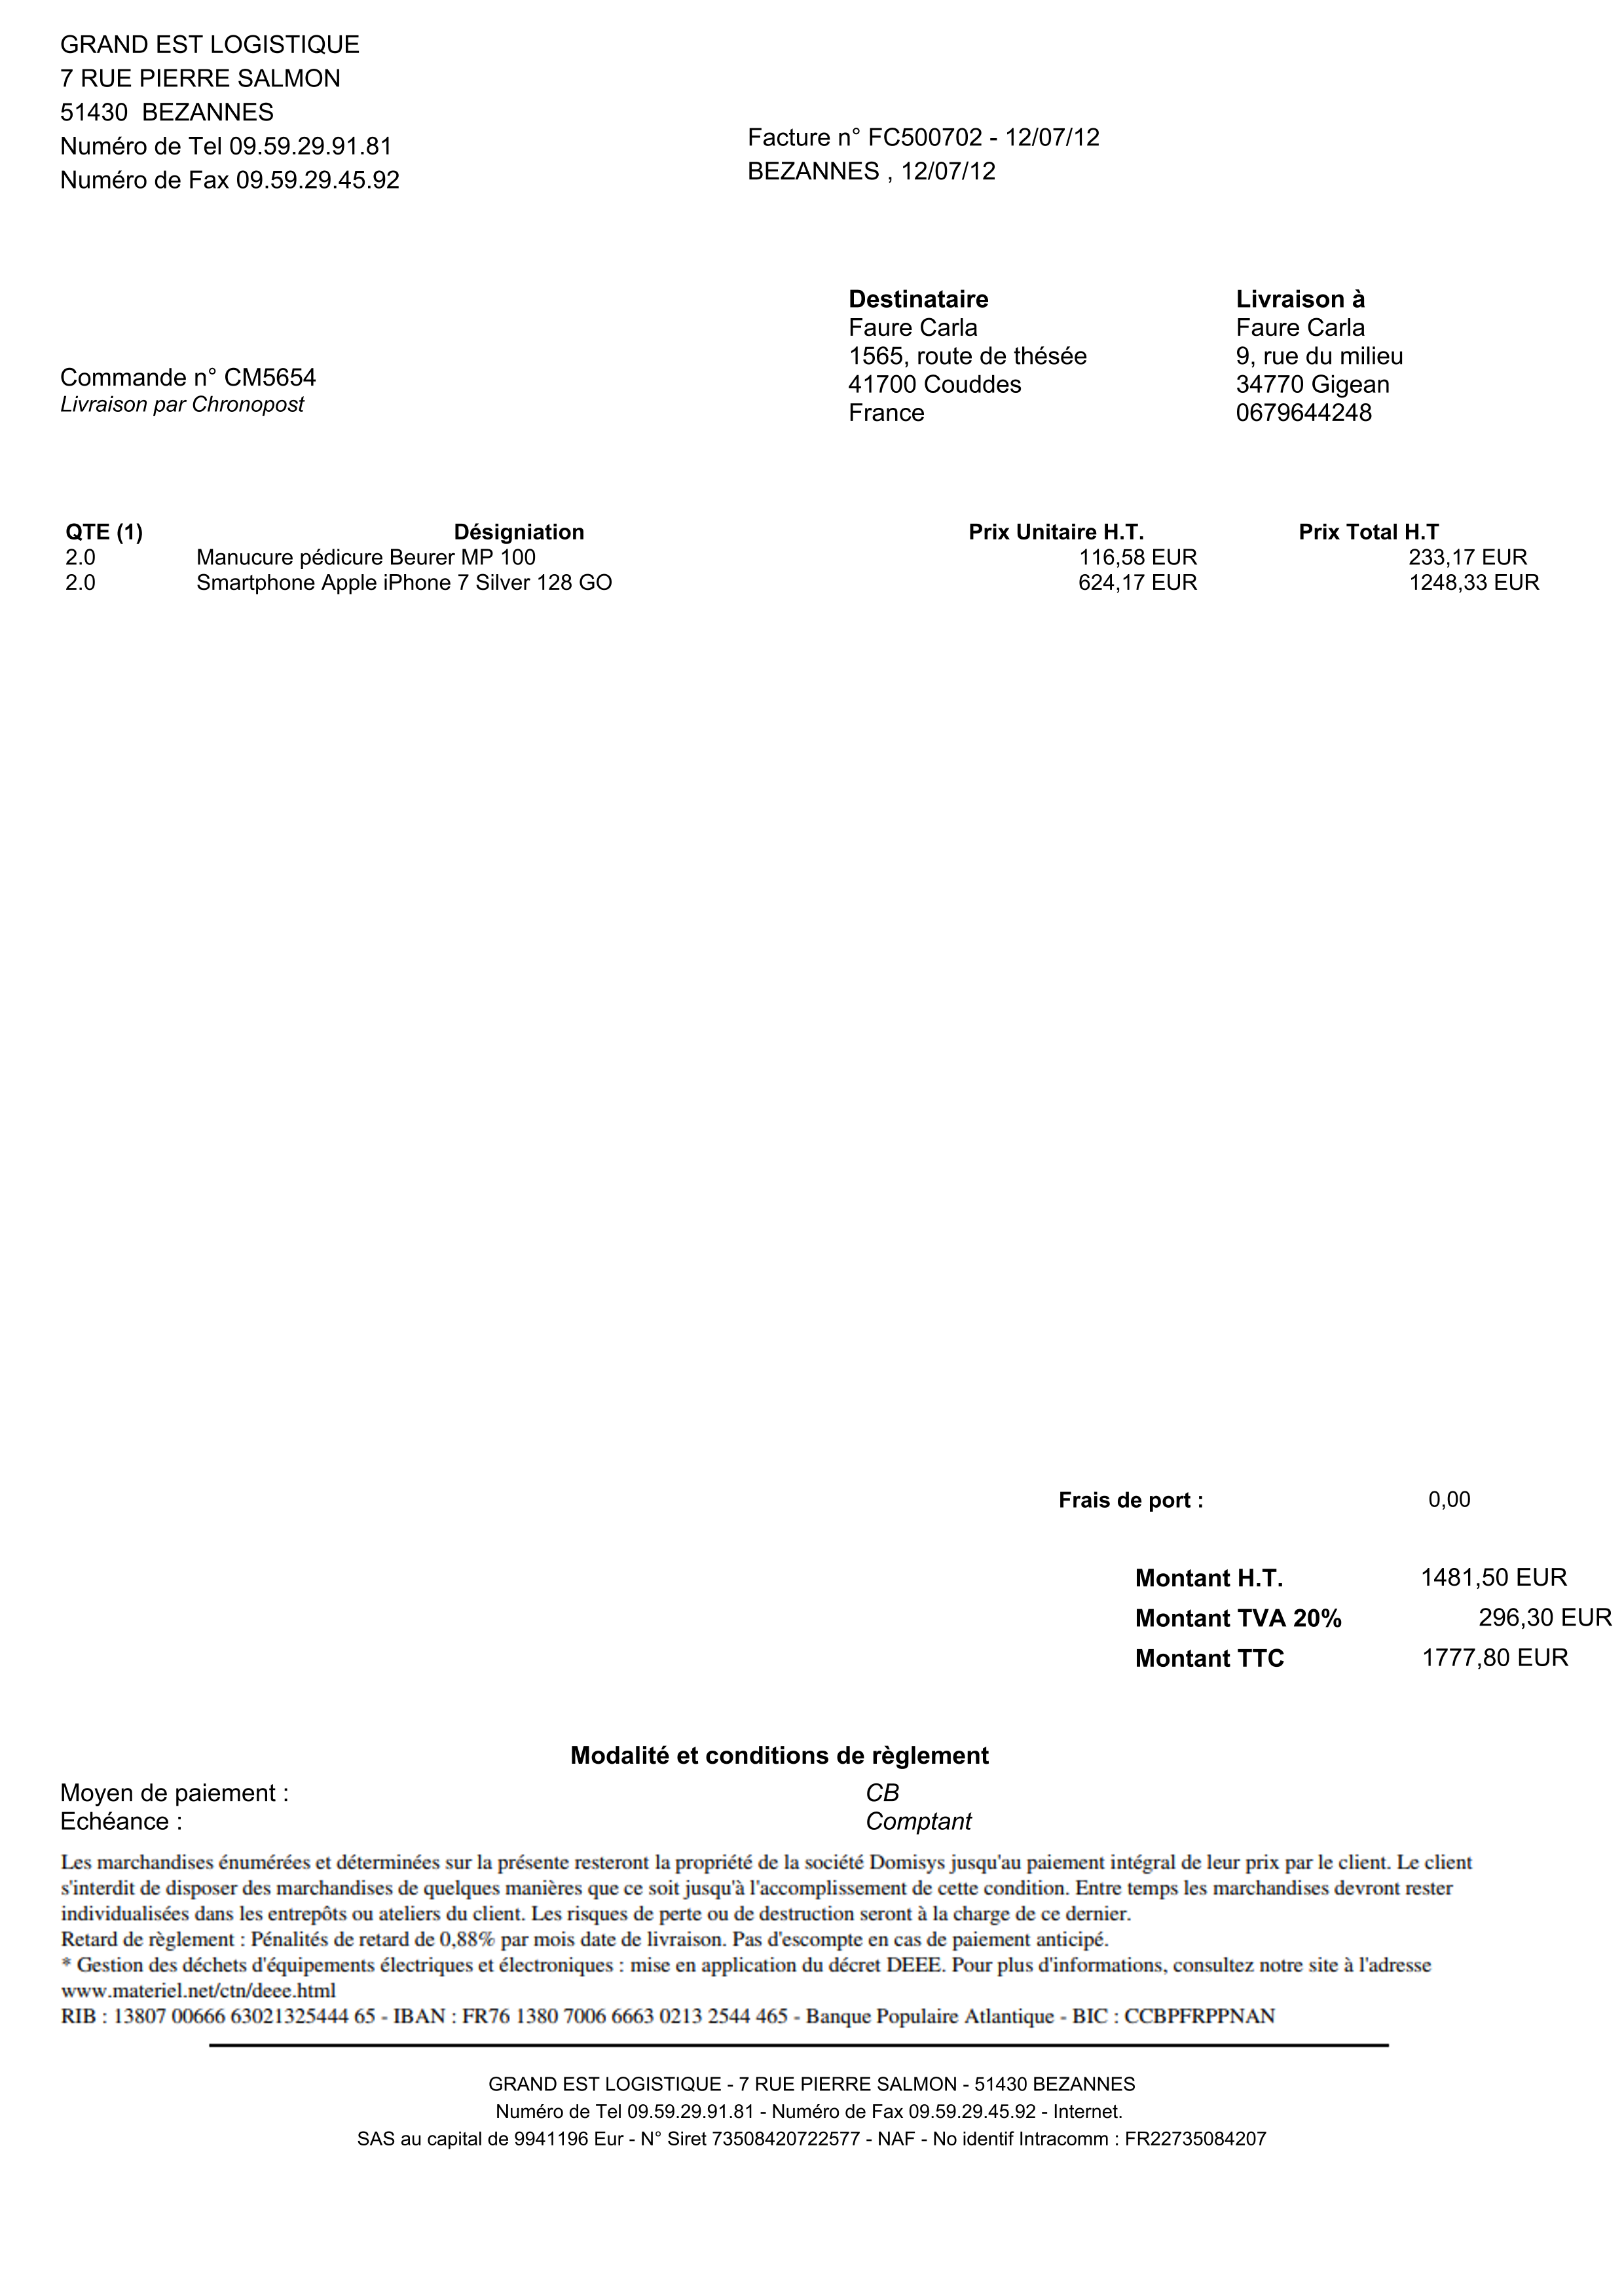 GRAND EST LOGISTIQUE
7 RUE PIERRE SALMON
51430  BEZANNES
Numéro de Tel 09.59.29.91.81
Numéro de Fax 09.59.29.45.92
Facture n° FC500702 - 12/07/12
BEZANNES , 12/07/12
Commande n° CM5654
Livraison par Chronopost
Destinataire
Faure Carla
1565, route de thésée
41700 Couddes
France
Livraison à
Faure Carla
9, rue du milieu
34770 Gigean
0679644248
QTE (1) Désigniation Prix Unitaire H.T. Prix Total H.T
2.0 Manucure pédicure Beurer MP 100 116,58 EUR 233,17 EUR
2.0 Smartphone Apple iPhone 7 Silver 128 GO 624,17 EUR 1248,33 EUR
Frais de port : 0,00
Montant H.T. 1481,50 EUR
Montant TVA 20% 296,30 EUR
Montant TTC 1777,80 EUR
Modalité et conditions de règlement
Moyen de paiement : CB
Echéance : Comptant
Les marchandises énumérées et déterminées sur la présente resteront la propriété de la société Domisys jusqu'au paiement intégral de leur prix par le client. Le client
s'interdit de disposer des marchandises de quelques manières que ce soit jusqu'à l'accomplissement de cette condition. Entre temps les marchandises devront rester
individualisées dans les entrepôts ou ateliers du client. Les risques de perte ou de destruction seront à la charge de ce dernier.
Retard de règlement : Pénalités de retard de 0,88% par mois date de livraison. Pas d'escompte en cas de paiement anticipé.
* Gestion des déchets d'équipements électriques et électroniques : mise en application du décret DEEE. Pour plus d'informations, consultez notre site à l'adresse
www.materiel.net/ctn/deee.html
RIB : 13807 00666 63021325444 65 - IBAN : FR76 1380 7006 6663 0213 2544 465 - Banque Populaire Atlantique - BIC : CCBPFRPPNAN
GRAND EST LOGISTIQUE - 7 RUE PIERRE SALMON - 51430 BEZANNES
Numéro de Tel 09.59.29.91.81 - Numéro de Fax 09.59.29.45.92 - Internet.
SAS au capital de 9941196 Eur - N° Siret 73508420722577 - NAF - No identif Intracomm : FR22735084207